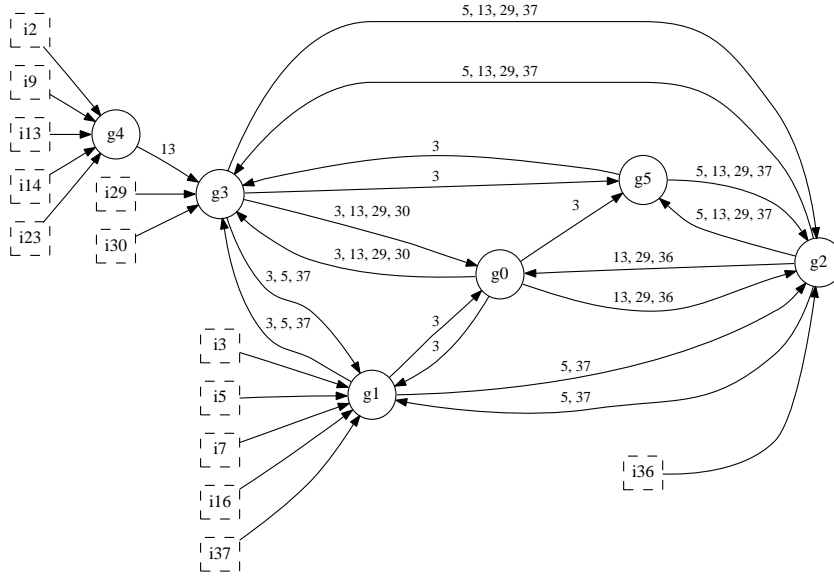 5, 13, 29, 37
i2
5, 13, 29, 37
i9
i13
g4
13
3
i14
3
g5
5, 13, 29, 37
i29
g3
3
5, 13, 29, 37
3, 13, 29, 30
i23
i30
3, 13, 29, 30
13, 29, 36
g2
g0
3, 5, 37
13, 29, 36
3, 5, 37
3
i3
3
5, 37
i5
g1
5, 37
i7
i36
i16
i37